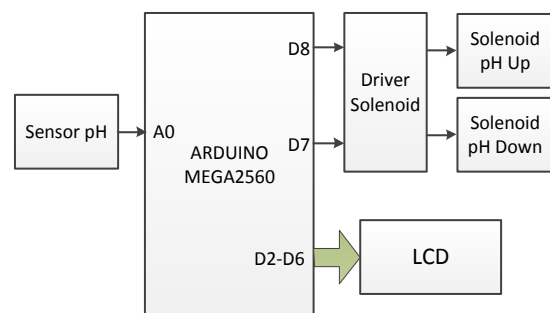 Sensor pH
A0
ARDUINO
MEGA2560
D8
D7
D2-D6
Driver
Solenoid
Solenoid
pH Up
Solenoid
pH Down
LCD